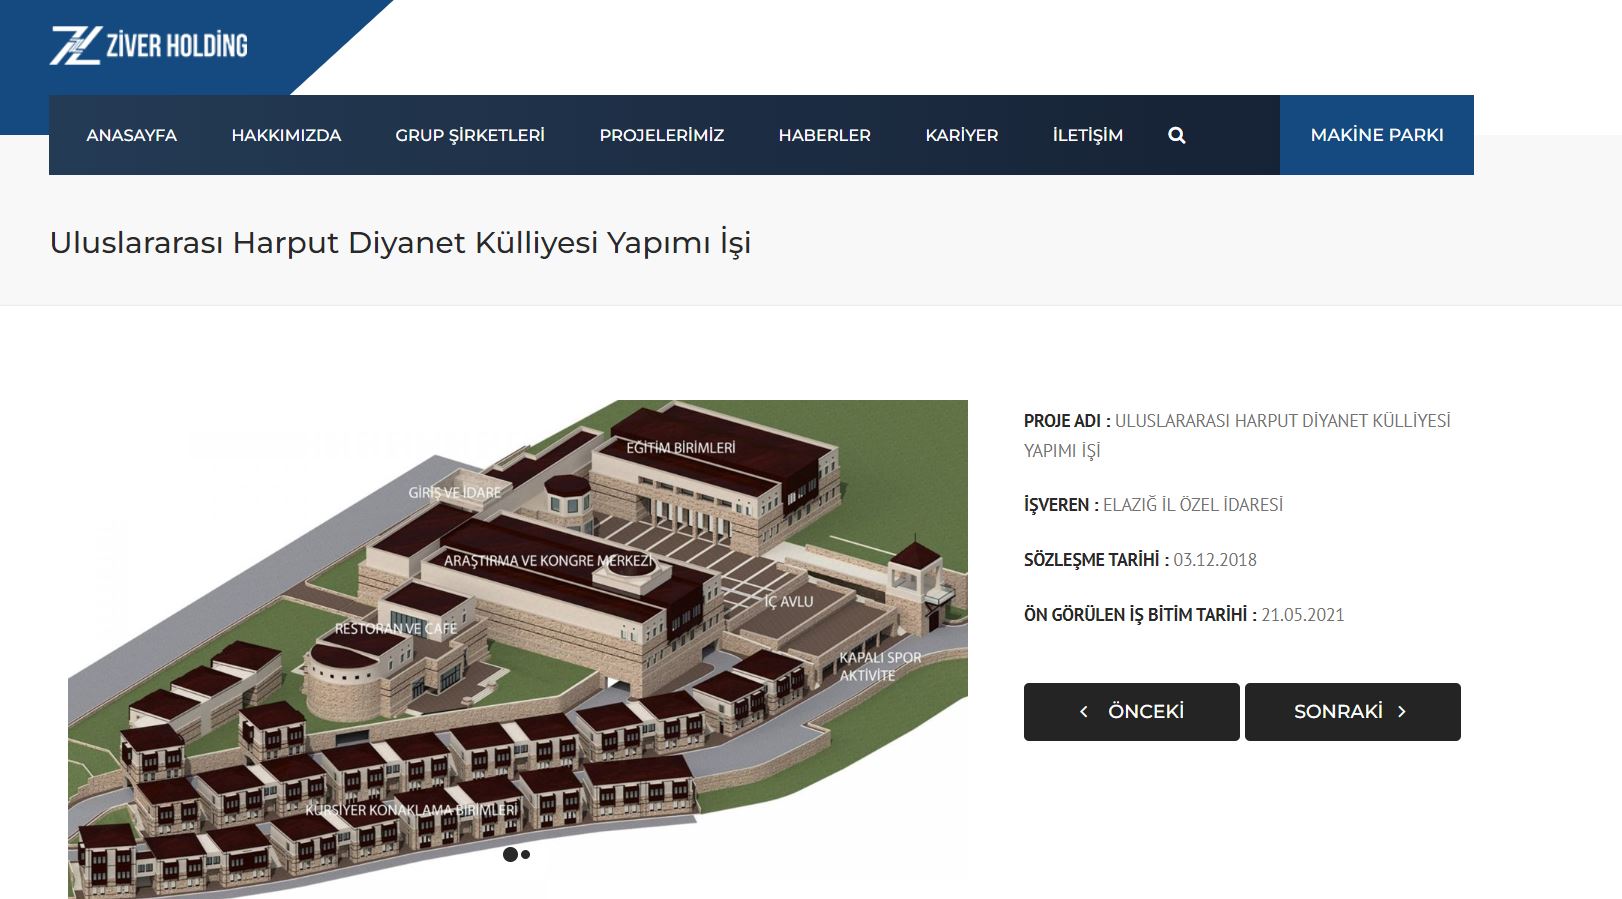 ZİVER HOLDİNG
ANASAYFA
HAKKIMIZDA
GRUP ŞİRKETLERİ
PROJELERİMİZ
HABERLER
KARİYER
İLETİŞİM
MAKİNE PARKI
Uluslararası Harput Diyanet Külliyesi Yapımı İşi
EĞİTİM BİRİMLERİ
GİRİŞ VE İDARE
ARAŞTIRMA VE KONGRE MERKEZİ
İÇ AVLU
RESTORAN VE CAFE
KAPALI SPOR
AKTİVİTE
KURSİYER KONAKLAMA BİRİMLERİ
PROJE ADI : ULUSLARARASI HARPUT DİYANET KÜLLİYESİ
YAPIMI İŞİ
İŞVEREN : ELAZIĞ İL ÖZEL İDARESİ
SÖZLEŞME TARİHİ : 03.12.2018
ÖN GÖRÜLEN İŞ BİTİM TARİHİ : 21.05.2021
ÖNCEKİ
SONRAKİ